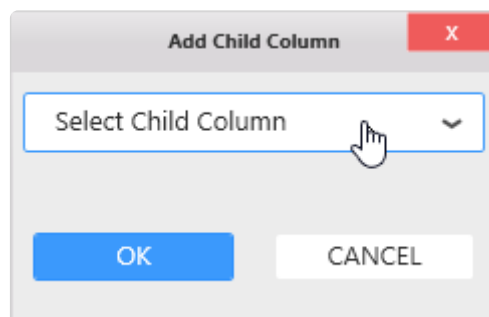 Add Child Column
X
Select Child Column
OK
CANCEL